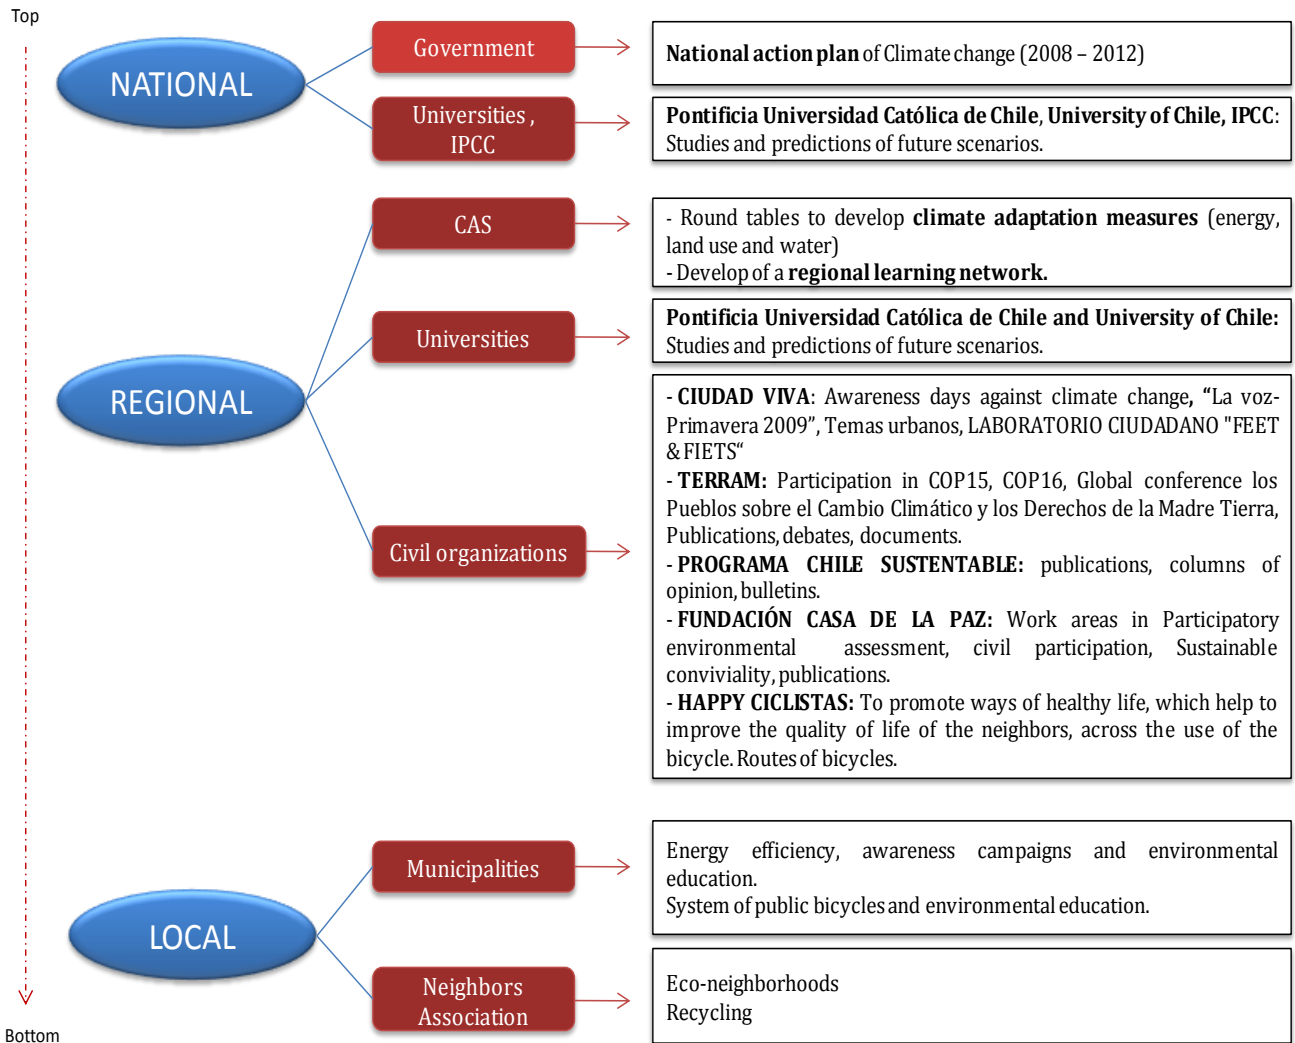 Top
NATIONAL
Government
National action plan of Climate change (2008 – 2012)
Universities ,
IPCC
Pontificia Universidad Católica de Chile, University of Chile, IPCC:
Studies and predictions of future scenarios.
REGIONAL
CAS
- Round tables to develop climate adaptation measures (energy,
land use and water)
- Develop of a regional learning network.
Universities
Pontificia Universidad Católica de Chile and University of Chile:
Studies and predictions of future scenarios.
Civil organizations
- CIUDAD VIVA: Awareness days against climate change, “La voz-
Primavera 2009”, Temas urbanos, LABORATORIO CIUDADANO "FEET
& FIETS“
- TERRAM: Participation in COP15, COP16, Global conference los
Pueblos sobre el Cambio Climático y los Derechos de la Madre Tierra,
Publications, debates, documents.
- PROGRAMA CHILE SUSTENTABLE: publications, columns of
opinion, bulletins.
- FUNDACIÓN CASA DE LA PAZ: Work areas in Participatory
environmental assessment, civil participation, Sustainable
conviviality, publications.
- HAPPY CICLISTAS: To promote ways of healthy life, which help to
improve the quality of life of the neighbors, across the use of the
bicycle. Routes of bicycles.
LOCAL
Municipalities
Energy efficiency, awareness campaigns and environmental
education.
System of public bicycles and environmental education.
Neighbors
Association
Eco-neighborhoods
Recycling
Bottom